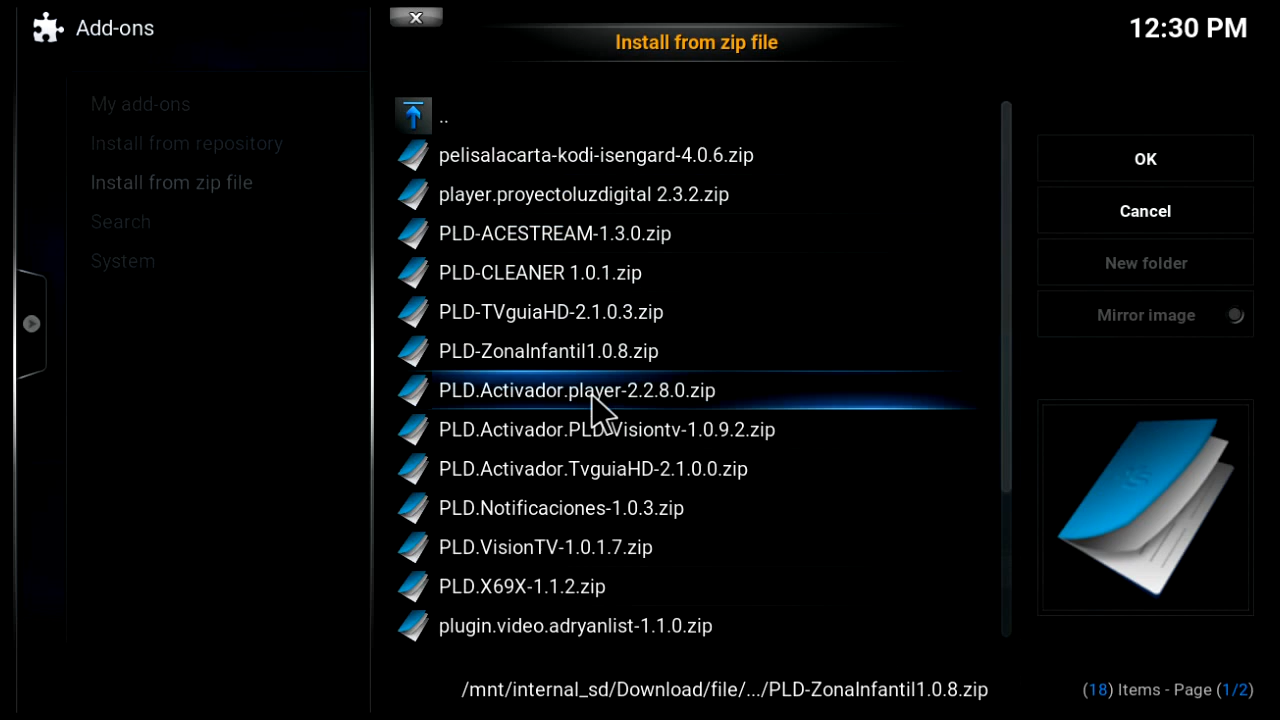 Add-ons
My add-ons
Install from repository
Install from zip file
Search
System
Install from zip file
12:30 PM
..
pelisalacarta-kodi-isengard-4.0.6.zip
player.proyectoluzdigital 2.3.2.zip
PLD-ACESTREAM-1.3.0.zip
PLD-CLEANER 1.0.1.zip
PLD-TVguiaHD-2.1.0.3.zip
PLD-ZonaInfantil1.0.8.zip
PLD.Activador.player-2.2.8.0.zip
PLD.Activador.PLD.Visiontv-1.0.9.2.zip
PLD.Activador.TvguiaHD-2.1.0.0.zip
PLD.Notificaciones-1.0.3.zip
PLD.VisionTV-1.0.1.7.zip
PLD.X69X-1.1.2.zip
plugin.video.adryanlist-1.1.0.zip
OK
Cancel
New folder
Mirror image
/mnt/internal_sd/Download/file/.../PLD-ZonaInfantil1.0.8.zip
(18) Items - Page (1/2)